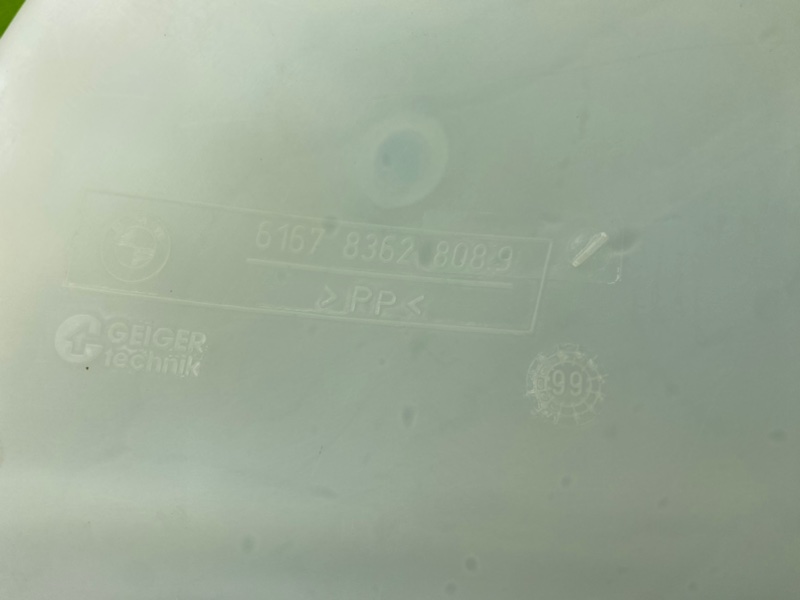 6167 8362 808.9
>PP<
GEIGER
technik
99